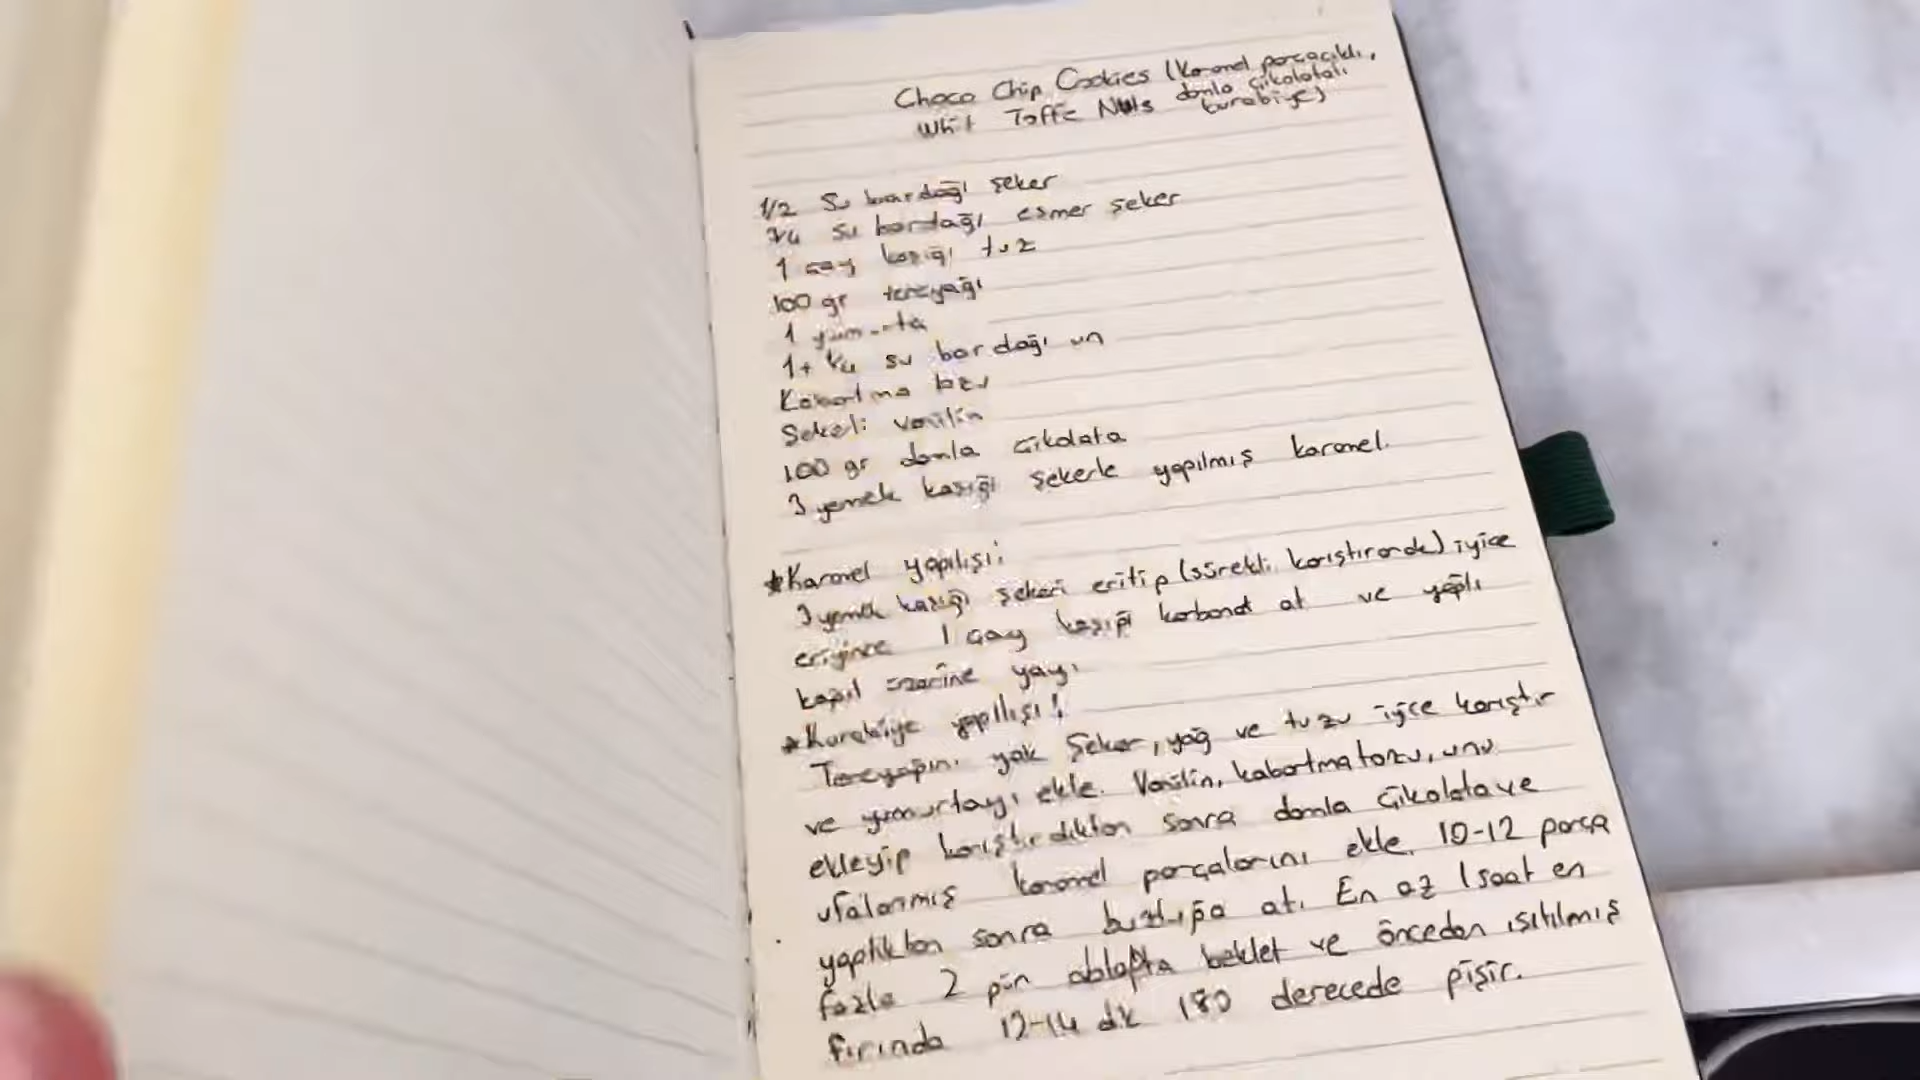 Choco Chip Cookies (Karamel parçacıklı,
Whit Toffe Nuts damla çikolatalı
kurabiye)
1/2 Su bardağı şeker
3/4 su bardağı esmer şeker
1 çay kaşığı tuz
100 gr tereyağı
1 yumurta
1+ 1/4 su bardağı un
Kabartma tozu
Şekerli vanilin
100 gr damla çikolata
3 yemek kaşığı şekerle yapılmış karamel.
*Karamel yapılışı:
3 yemek kaşığı şekeri eritip (sürekli karıştırarak) iyice
eriyince 1 çay kaşığı karbonat at ve yağlı
kağıt üzerine yay.
*Kurabiye yapılışı:
Tereyağını yak Şeker, yağ ve tuzu iyice karıştır
ve yumurtayı ekle. Vanilin, kabartma tozu, unu
ekleyip karıştırdıktan sonra damla çikolata ve
ufalanmış karamel parçalarını ekle. 10-12 parça
yaptıktan sonra buzluğa at. En az 1 saat en
fazla 2 gün dolapta beklet ve önceden ısıtılmış
fırında 12-14 dk 180 derecede pişir.